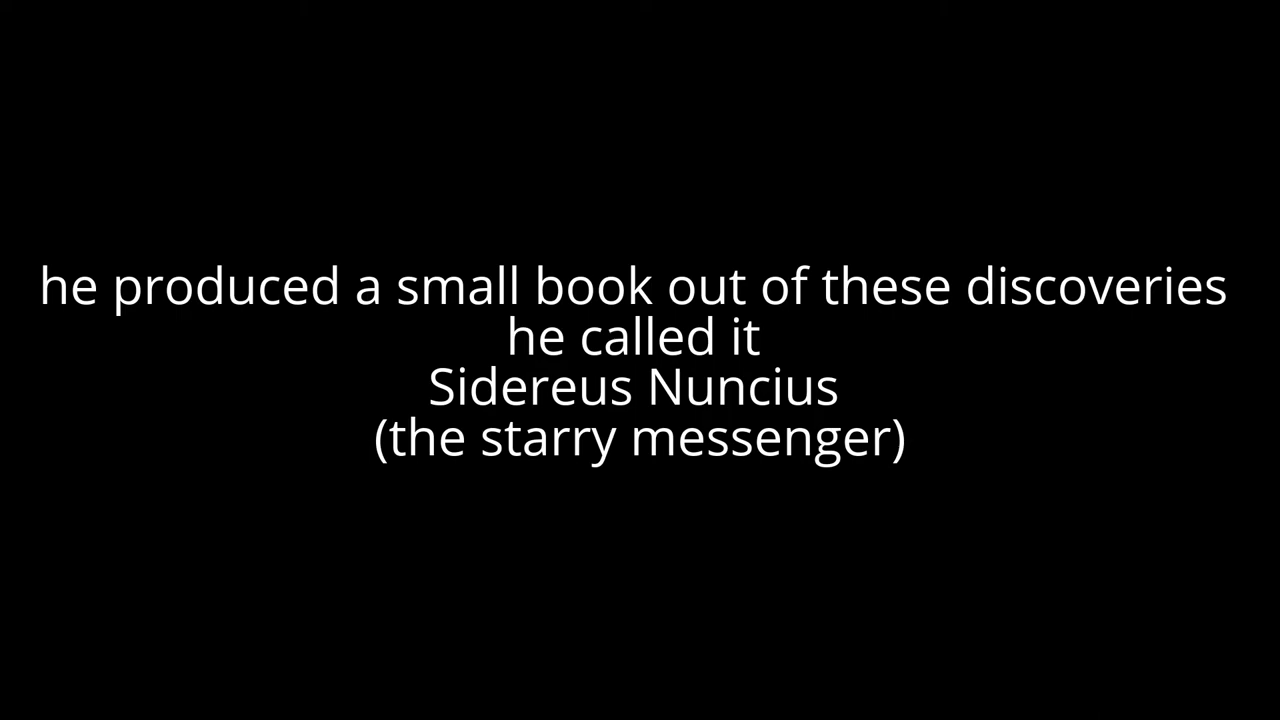 he produced a small book out of these discoveries
he called it
Sidereus Nuncius
(the starry messenger)